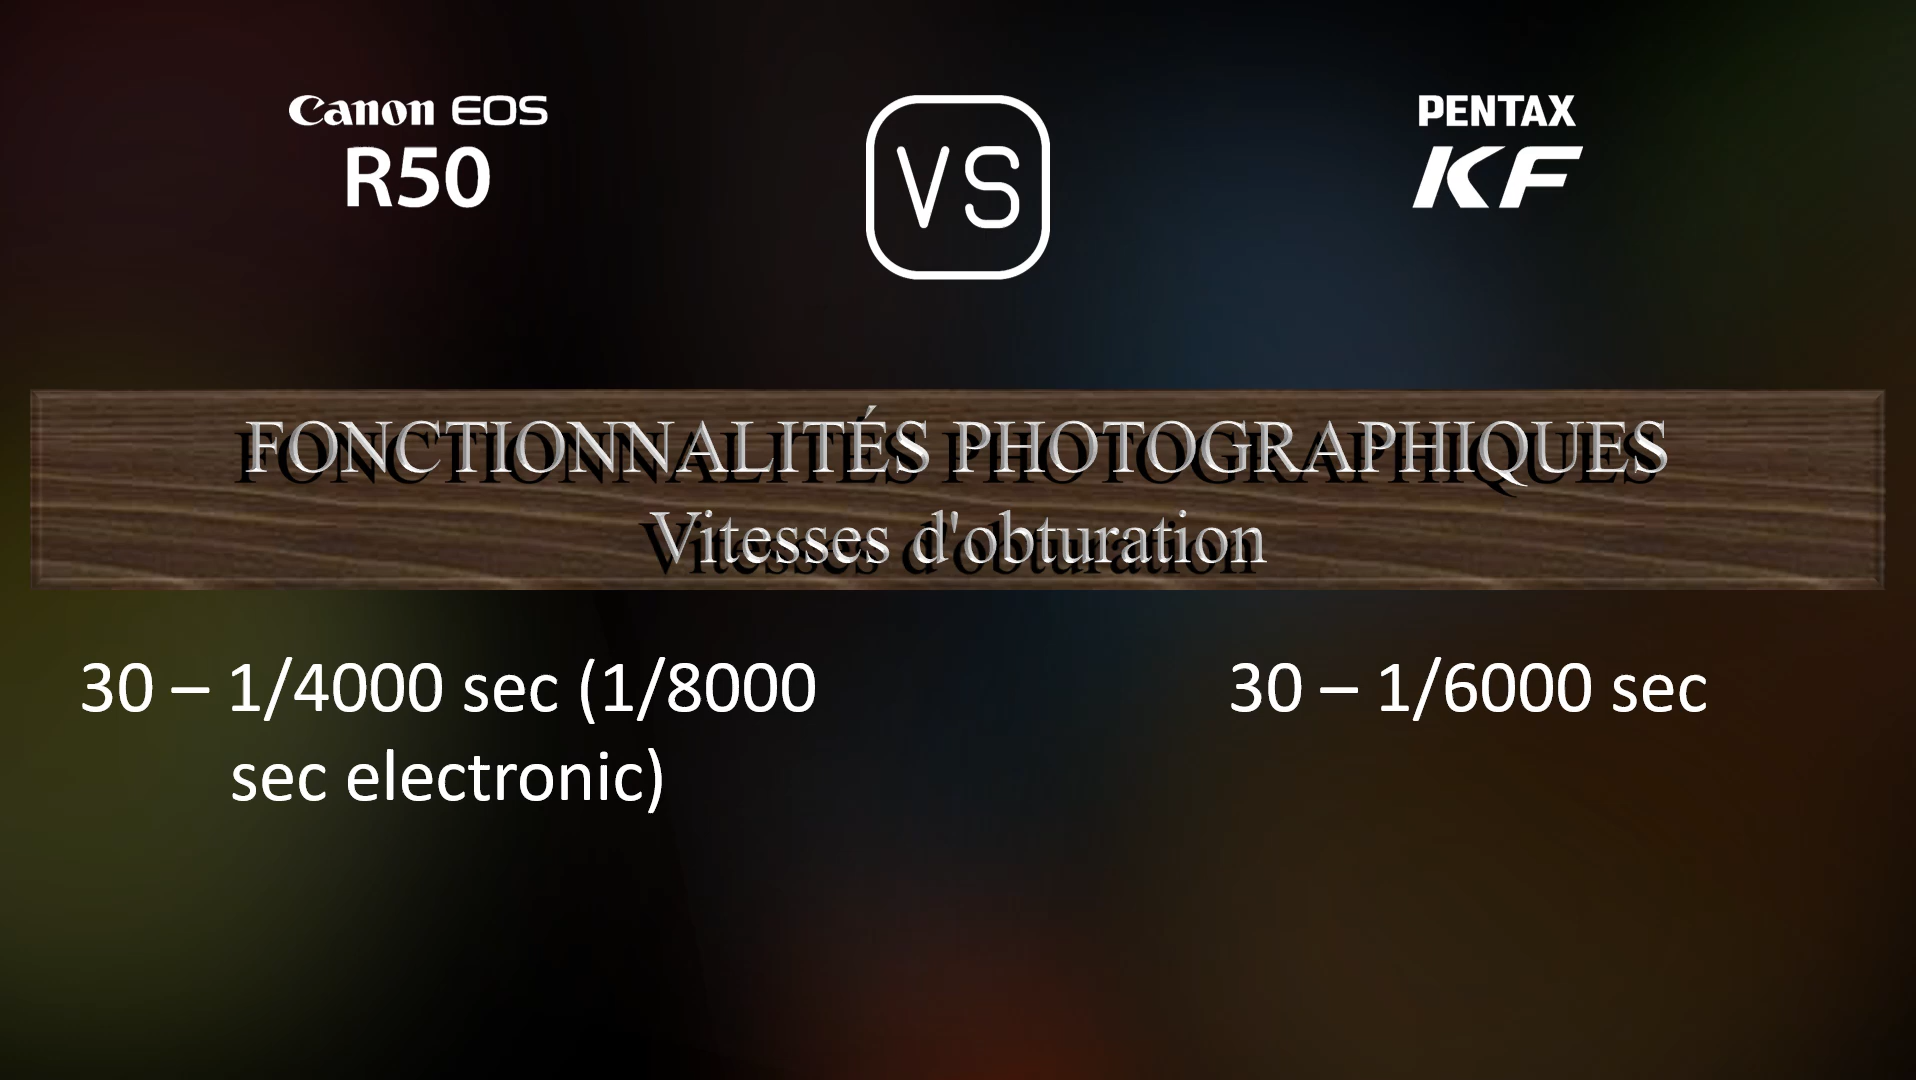 Canon EOS
R50
VS
PENTAX
KF
FONCTIONNALITÉS PHOTOGRAPHIQUES
Vitesses d'obturation
30 – 1/4000 sec (1/8000
sec electronic)
30 – 1/6000 sec